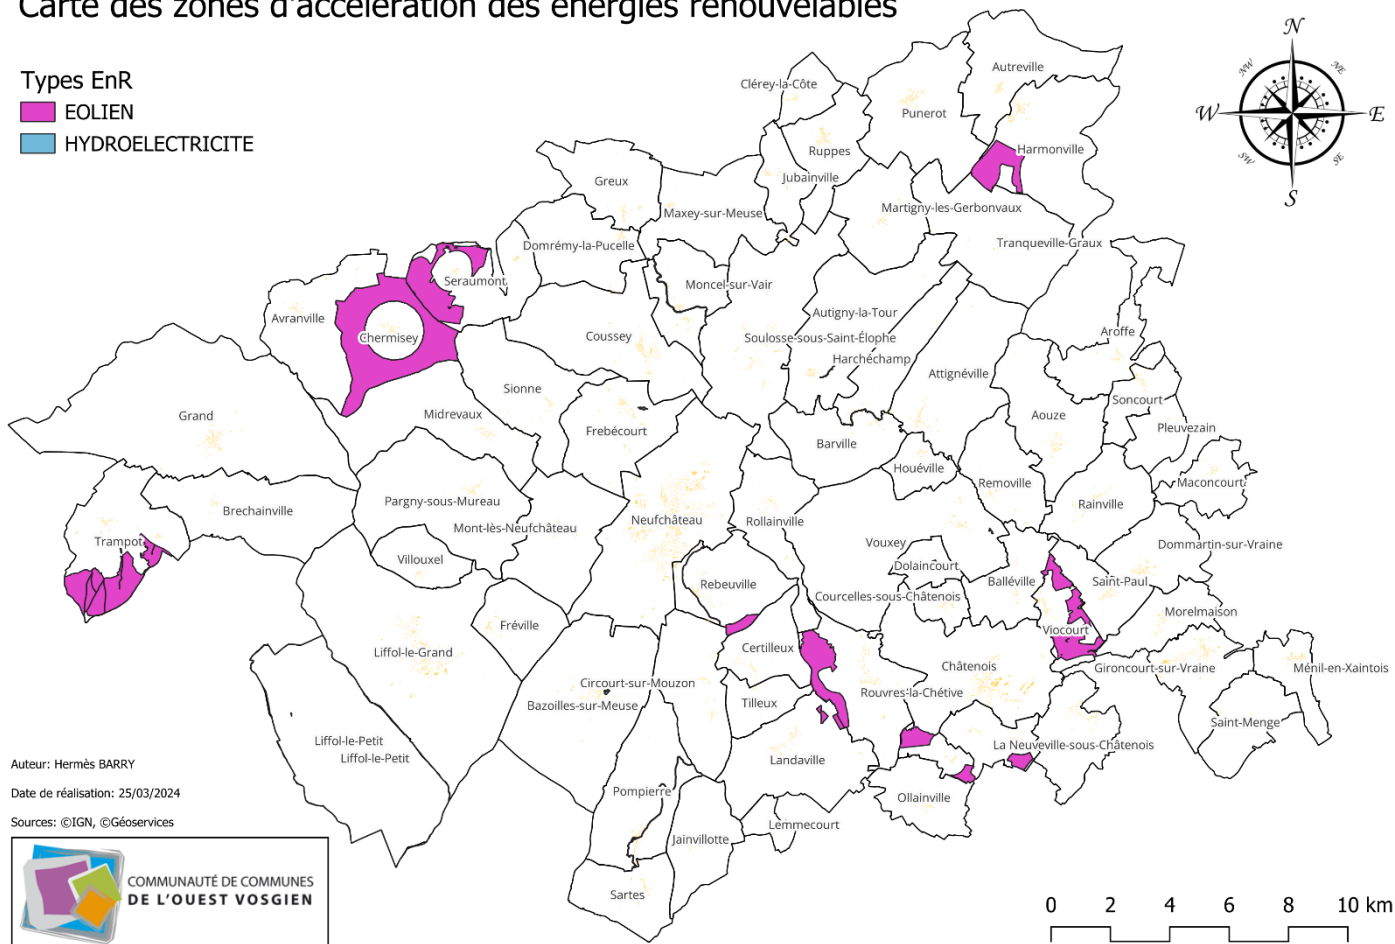 Carte des zones d'accélération des énergies renouvelables
Types EnR
EOLIEN
HYDROELECTRICITE
N
NW
NE
W
E
SW
SE
S
Autreville
Clérey-la-Côte
Punerot
Ruppes
Harmonville
Jubainville
Greux
Maxey-sur-Meuse
Martigny-les-Gerbonvaux
Domrémy-la-Pucelle
Tranqueville-Graux
Seraumont
Moncel-sur-Vair
Avranville
Autigny-la-Tour
Chermisey
Coussey
Soulosse-sous-Saint-Élophe
Aroffe
Harchéchamp
Attignéville
Sionne
Soncourt
Grand
Midrevaux
Aouze
Frebécourt
Pleuvezain
Barville
Houéville
Removille
Maconcourt
Pargny-sous-Mureau
Rainville
Brechainville
Neufchâteau
Rollainville
Mont-lès-Neufchâteau
Trampot
Vouxey
Dommartin-sur-Vraine
Villouxel
Dolaincourt
Rebeuville
Balléville
Saint-Paul
Courcelles-sous-Châtenois
Morelmaison
Fréville
Viocourt
Certilleux
Liffol-le-Grand
Châtenois
Gironcourt-sur-Vraine
Ménil-en-Xaintois
Circourt-sur-Mouzon
Rouvres-la-Chétive
Bazoilles-sur-Meuse
Tilleux
Saint-Menge
Liffol-le-Petit
La Neuveville-sous-Châtenois
Liffol-le-Petit
Landaville
Pompierre
Ollainville
Lemmecourt
Jainvillotte
Sartes
Auteur: Hermès BARRY
Date de réalisation: 25/03/2024
Sources: ©IGN, ©Géoservices
COMMUNAUTÉ DE COMMUNES
DE L'OUEST VOSGIEN
0 2 4 6 8 10 km